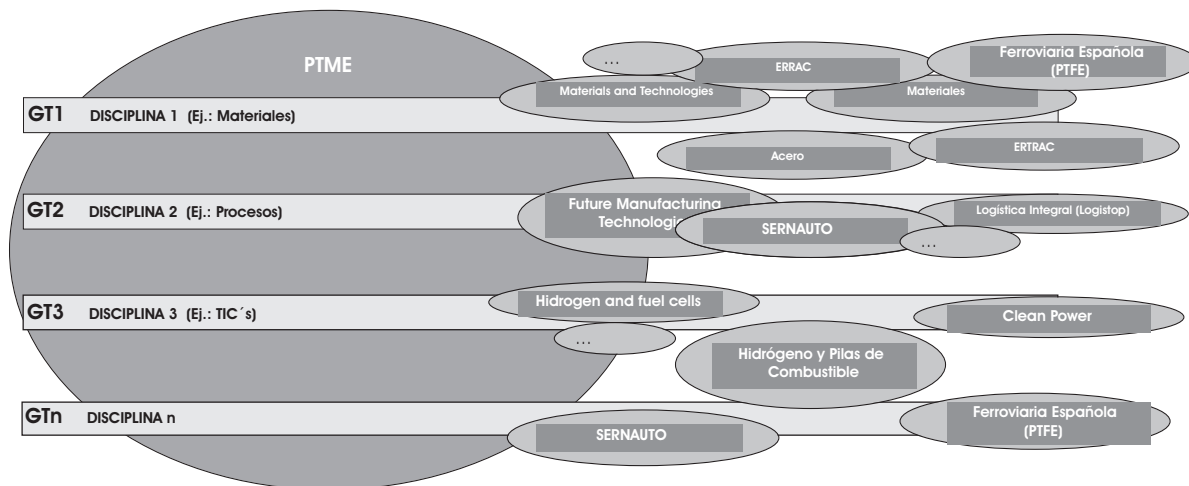 PTME
...
ERRAC
Ferroviaria Española
(PTFE)
Materials and Technologies
Materiales
GT1 DISCIPLINA 1 (Ej.: Materiales)
Acero
ERTRAC
GT2 DISCIPLINA 2 (Ej.: Procesos)
Future Manufacturing
Technologie
SERNAUTO
Logística Integral (Logistop)
...
Hidrogen and fuel cells
GT3 DISCIPLINA 3 (Ej.: TIC´s)
Clean Power
...
Hidrógeno y Pilas de
Combustible
GTn DISCIPLINA n
Ferroviaria Española
(PTFE)
SERNAUTO